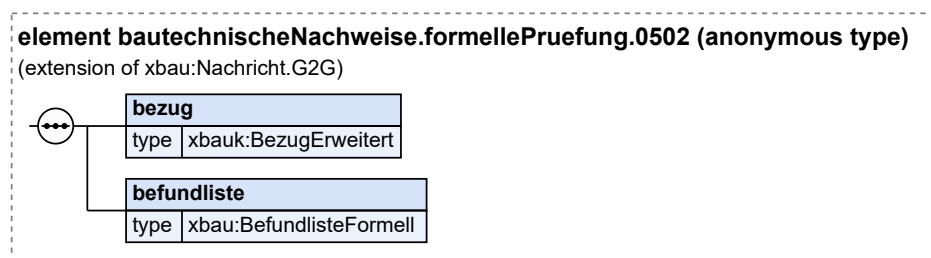 element bautechnischeNachweise.formellePruefung.0502 (anonymous type)
(extension of xbau:Nachricht.G2G)
bezug
type xbauk:BezugErweitert
befundliste
type xbau:BefundlisteFormell